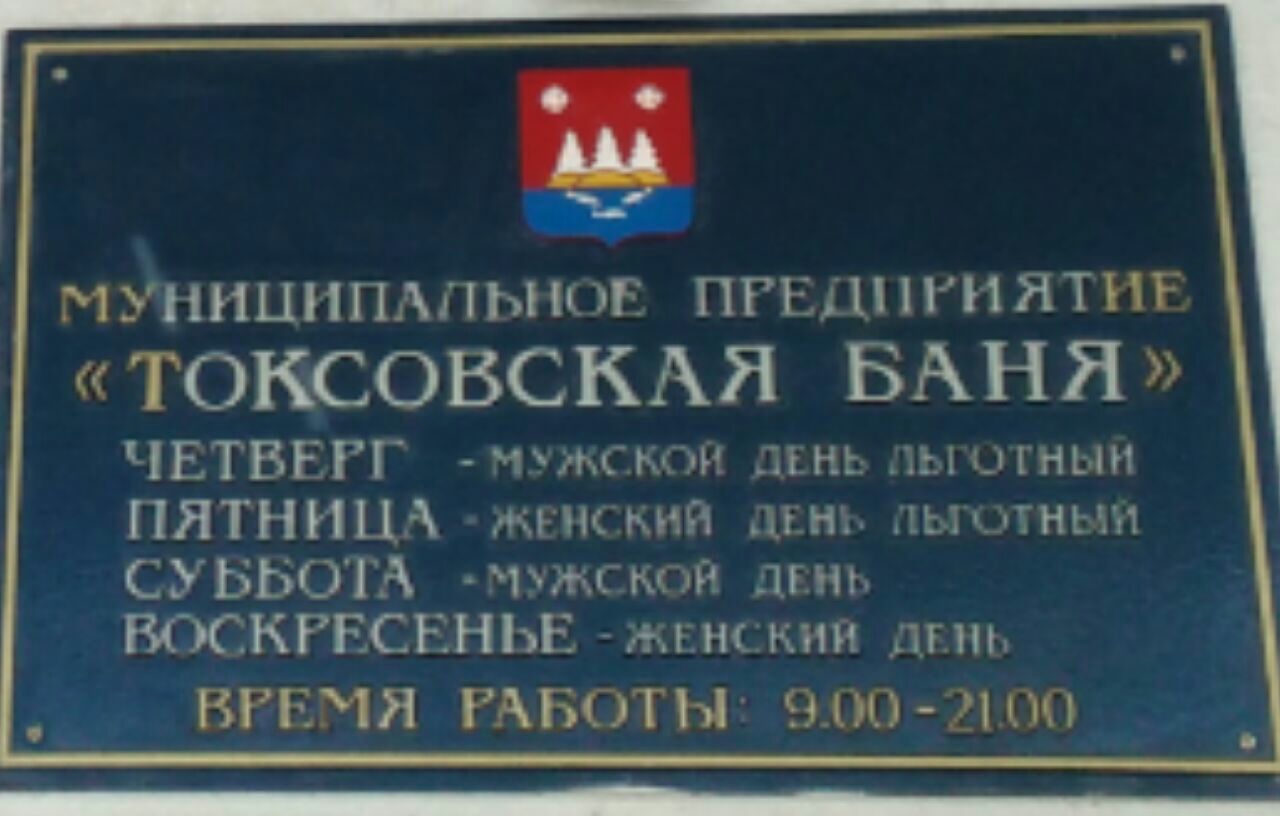 МУНИЦИПАЛЬНОЕ ПРЕДПРИЯТИЕ
«ТОКСОВСКАЯ БАНЯ»
ЧЕТВЕРГ - МУЖСКОЙ ДЕНЬ ЛЬГОТНЫЙ
ПЯТНИЦА - ЖЕНСКИЙ ДЕНЬ ЛЬГОТНЫЙ
СУББОТА - МУЖСКОЙ ДЕНЬ
ВОСКРЕСЕНЬЕ - ЖЕНСКИЙ ДЕНЬ
ВРЕМЯ РАБОТЫ: 9.00 - 21.00